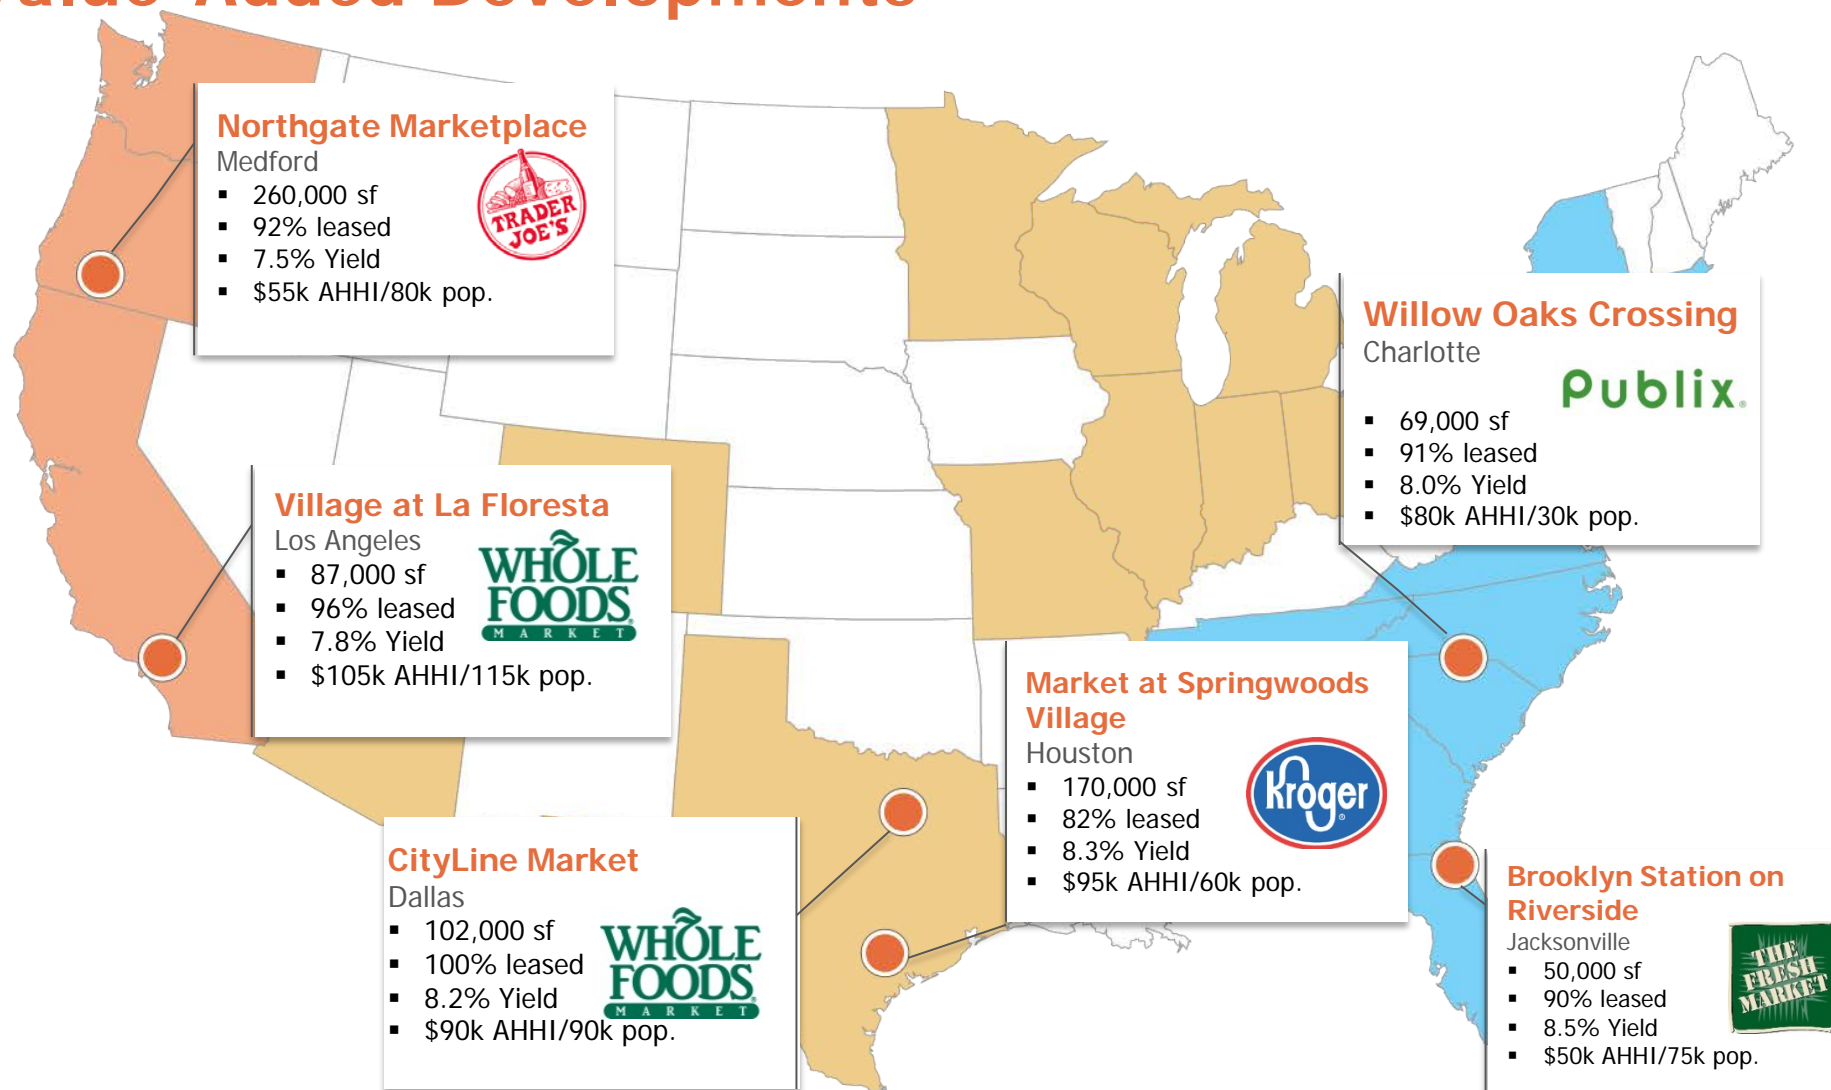 Value-Added Developments
Northgate Marketplace
Medford
▪ 260,000 sf
▪ 92% leased
▪ 7.5% Yield
▪ $55k AHHI/80k pop.
TRADER
JOE'S
Willow Oaks Crossing
Charlotte
Publix.
▪ 69,000 sf
▪ 91% leased
▪ 8.0% Yield
▪ $80k AHHI/30k pop.
Village at La Floresta
Los Angeles
▪ 87,000 sf
▪ 96% leased
▪ 7.8% Yield
▪ $105k AHHI/115k pop.
WHOLE
FOODS
MARKET
Market at Springwoods
Village
Houston
▪ 170,000 sf
▪ 82% leased
▪ 8.3% Yield
▪ $95k AHHI/60k pop.
Kroger
CityLine Market
Dallas
▪ 102,000 sf
▪ 100% leased
▪ 8.2% Yield
▪ $90k AHHI/90k pop.
WHOLE
FOODS
MARKET
Brooklyn Station on
Riverside
Jacksonville
▪ 50,000 sf
▪ 90% leased
▪ 8.5% Yield
▪ $50k AHHI/75k pop.
THE
FRESH
MARKET